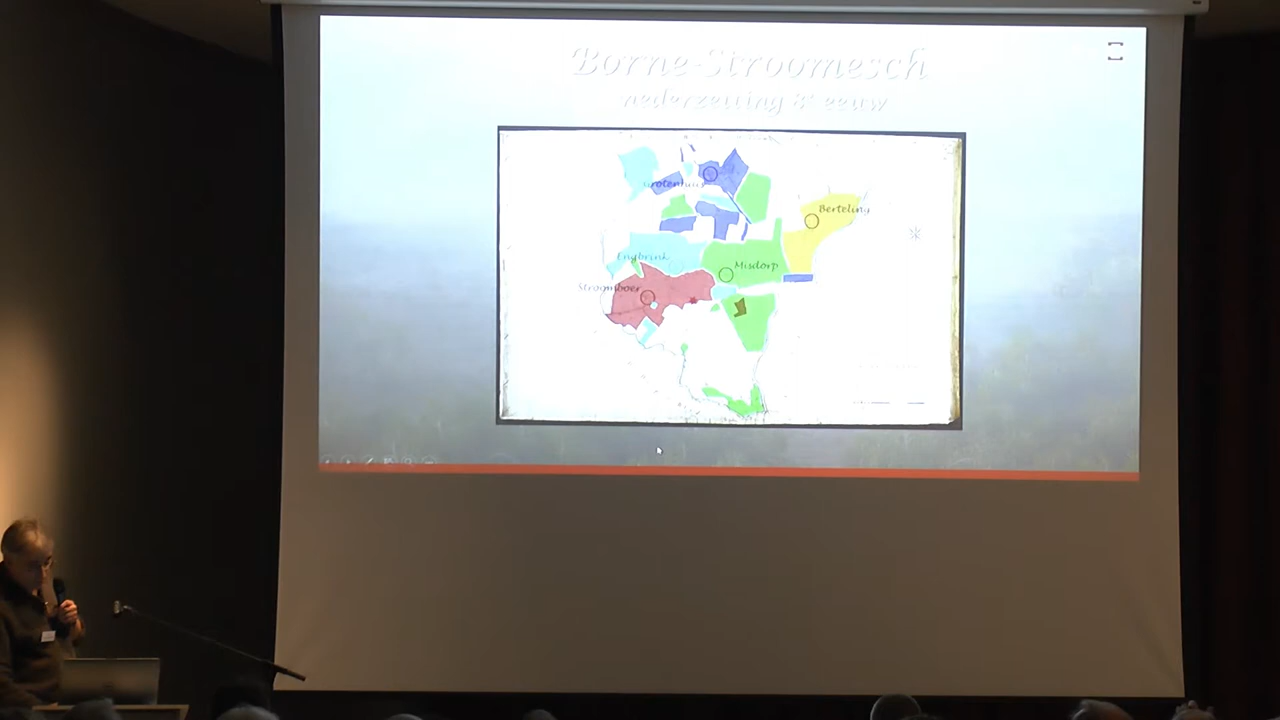 Borne-Stroomesch
nederzetting 8e eeuw
Grotenhuis
Berteling
Engbrink
Misdorp
Stroomboer